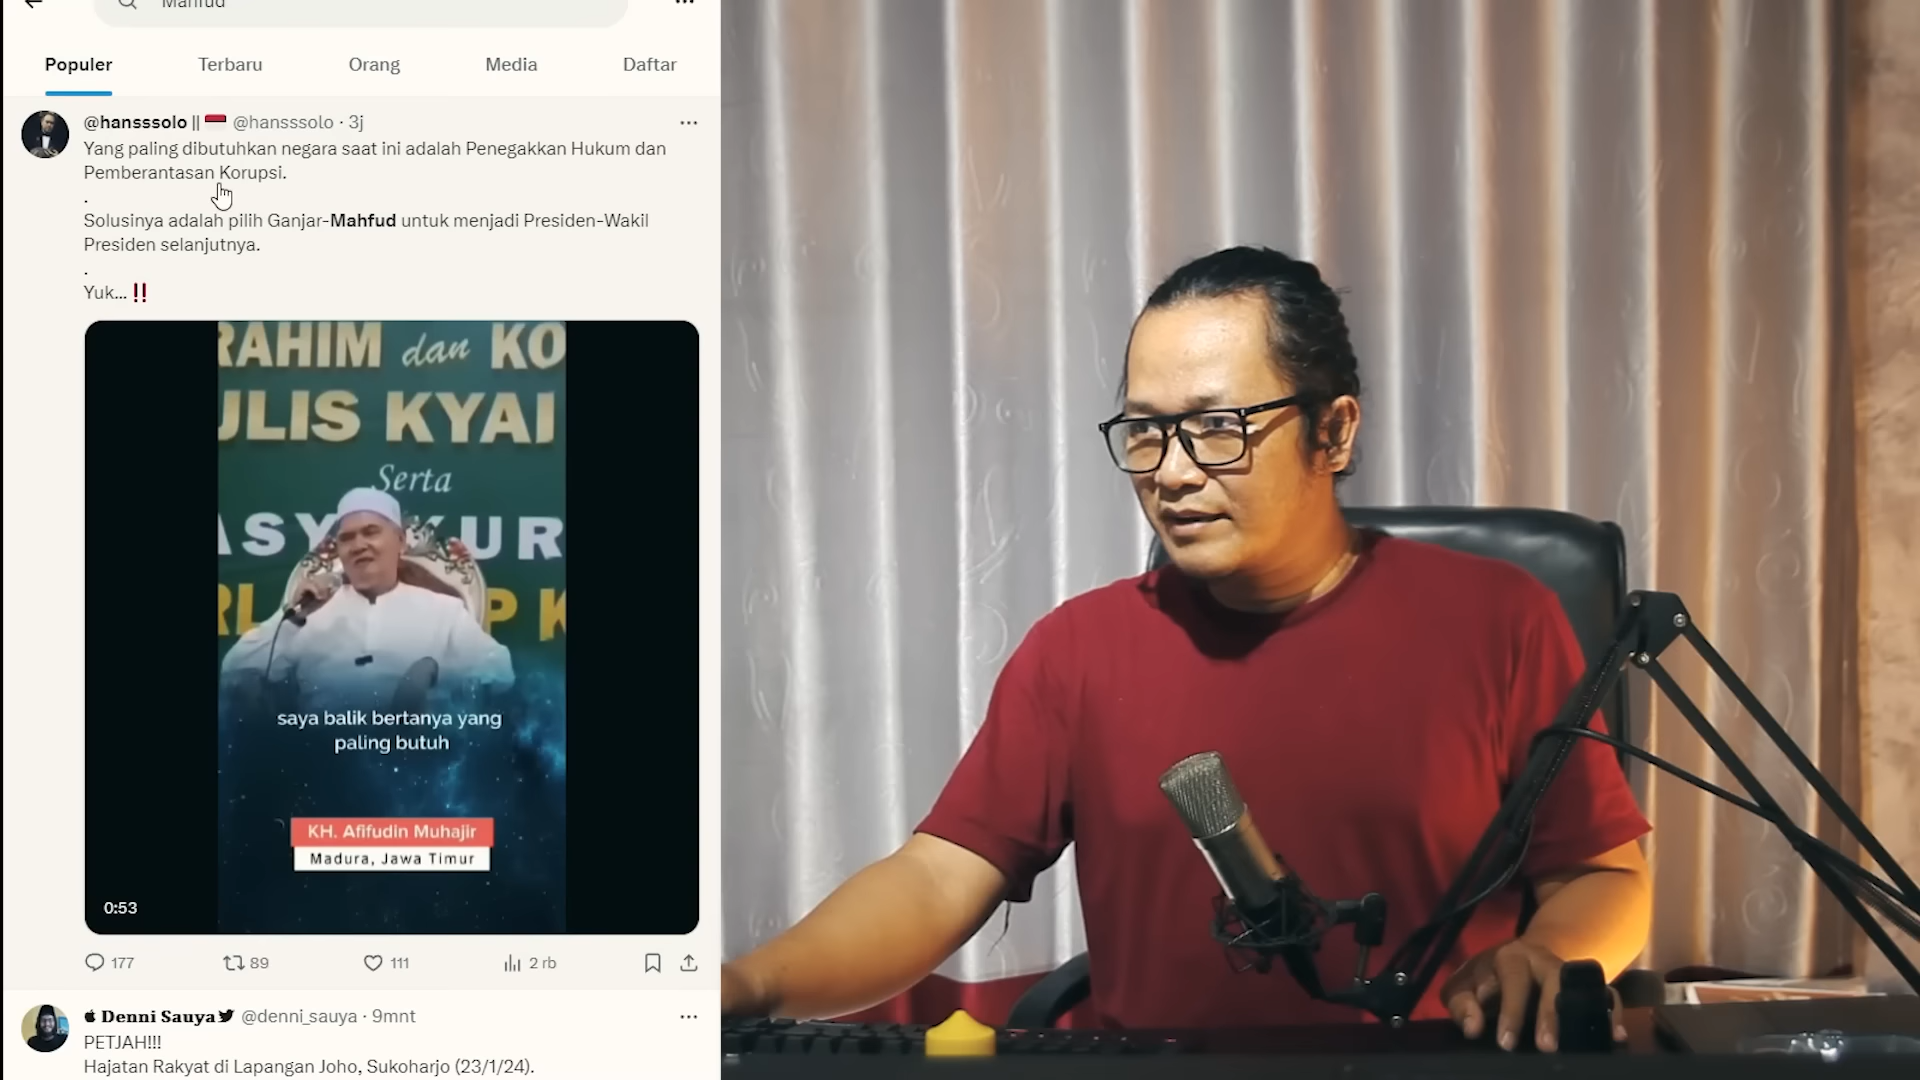 Mahfud
Populer Terbaru Orang Media Daftar
@hansssolo || @hansssolo · 3j
Yang paling dibutuhkan negara saat ini adalah Penegakkan Hukum dan
Pemberantasan Korupsi.
.
Solusinya adalah pilih Ganjar-Mahfud untuk menjadi Presiden-Wakil
Presiden selanjutnya.
.
Yuk... ‼
RAHIM dan KO
ULIS KYAI
Serta
saya balik bertanya yang
paling butuh
KH. Afifudin Muhajir
Madura, Jawa Timur
0:53
177 89 111 2 rb
Denni Sauya @denni_sauya · 9mnt
PETJAH!!!
Hajatan Rakyat di Lapangan Joho, Sukoharjo (23/1/24).